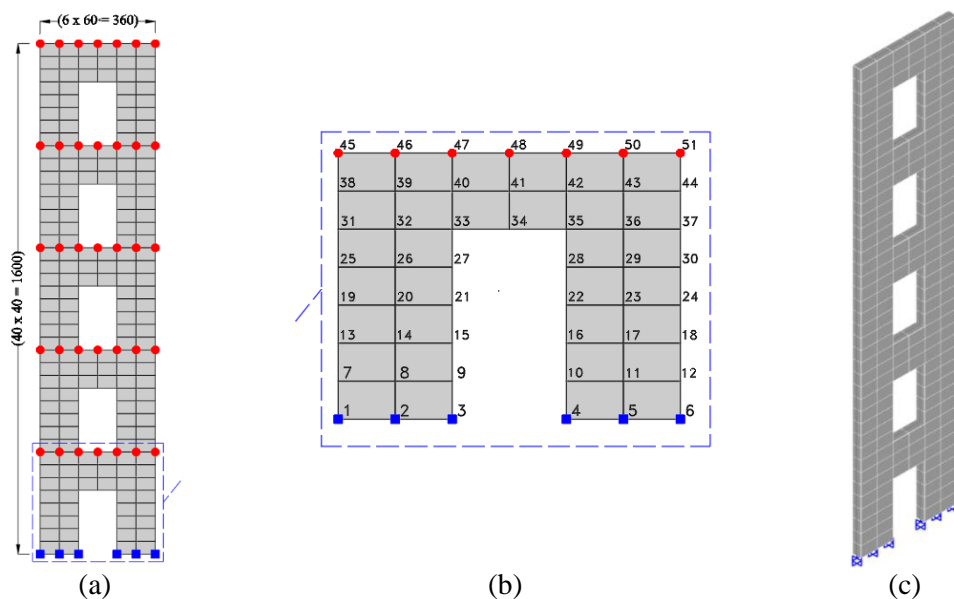 (6 x 60 = 360)
(40 x 40 = 1600)
45 46 47 48 49 50 51
38 39 40 41 42 43 44
31 32 33 34 35 36 37
25 26 27 28 29 30
19 20 21 22 23 24
13 14 15 16 17 18
7 8 9 10 11 12
1 2 3 4 5 6
(a) (b) (c)